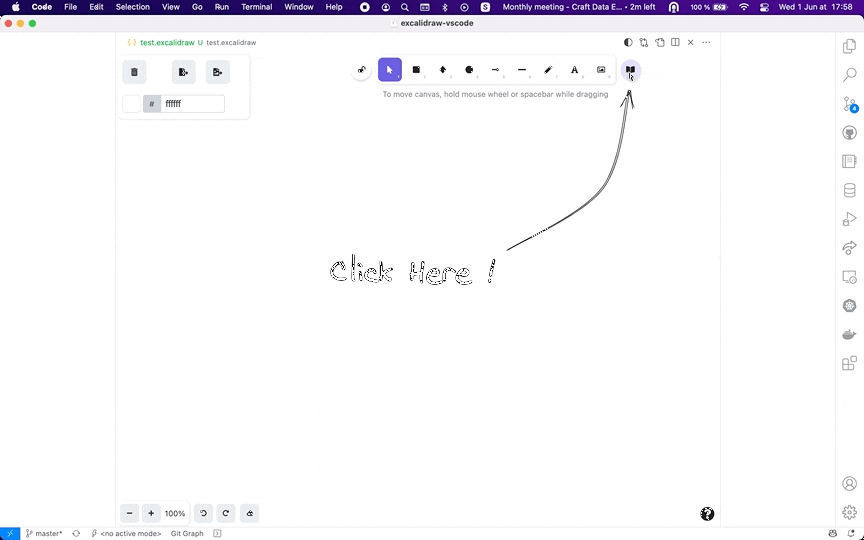 Code File Edit Selection View Go Run Terminal Window Help Monthly meeting - Craft Data E... • 2m left 100 % Wed 1 Jun at 17:58
excalidraw-vscode
test.excalidraw U test.excalidraw
To move canvas, hold mouse wheel or spacebar while dragging
# ffffff
Click Here !
100%
4
master* <no active mode> Git Graph